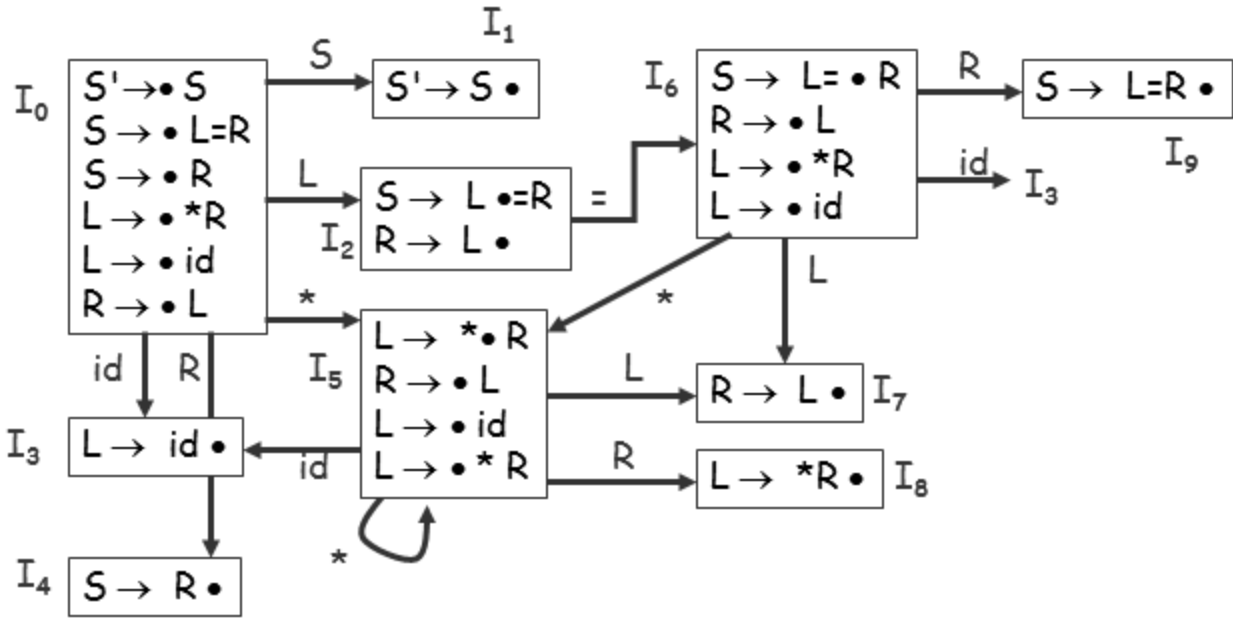 I₀
S'→• S
S → • L=R
S → • R
L → • *R
L → • id
R → • L
S
I₁
S' → S •
L
I₂
S → L •=R
R → L •
=
I₆
S → L= • R
R → • L
L → • *R
L → • id
R
S → L=R •
I₉
id
I₃
*
*
L
I₅
L → *• R
R → • L
L → • id
L → • * R
L
R → L •
I₇
id
R
I₃
L → id •
id
R
L → *R •
I₈
*
I₄
S → R •